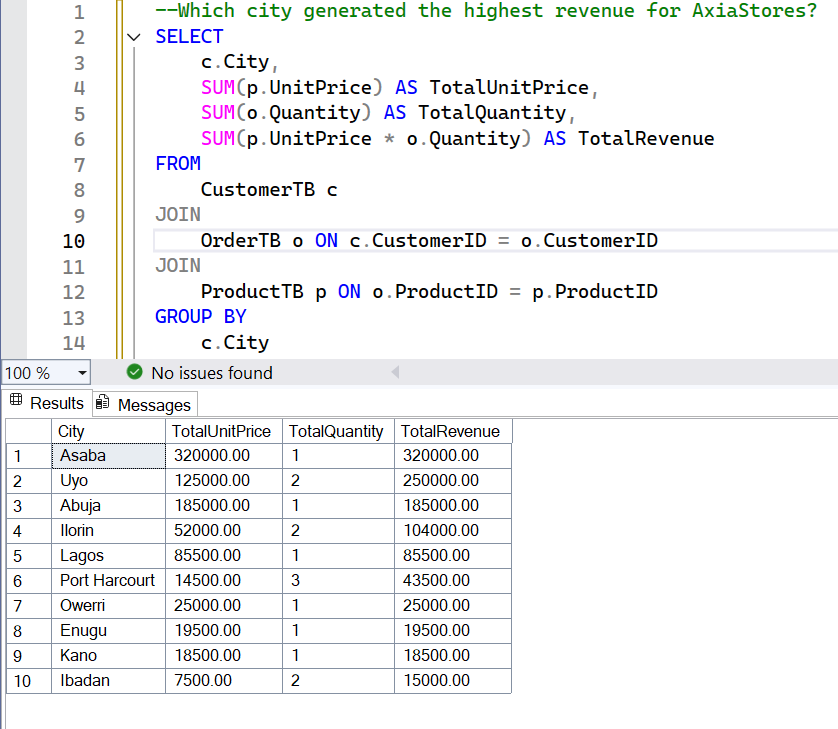 1 --Which city generated the highest revenue for AxiaStores?
2 SELECT
3 c.City,
4 SUM(p.UnitPrice) AS TotalUnitPrice,
5 SUM(o.Quantity) AS TotalQuantity,
6 SUM(p.UnitPrice * o.Quantity) AS TotalRevenue
7 FROM
8 CustomerTB c
9 JOIN
10 OrderTB o ON c.CustomerID = o.CustomerID
11 JOIN
12 ProductTB p ON o.ProductID = p.ProductID
13 GROUP BY
14 c.City
100 % No issues found
Results Messages
City TotalUnitPrice TotalQuantity TotalRevenue
1 Asaba 320000.00 1 320000.00
2 Uyo 125000.00 2 250000.00
3 Abuja 185000.00 1 185000.00
4 Ilorin 52000.00 2 104000.00
5 Lagos 85500.00 1 85500.00
6 Port Harcourt 14500.00 3 43500.00
7 Owerri 25000.00 1 25000.00
8 Enugu 19500.00 1 19500.00
9 Kano 18500.00 1 18500.00
10 Ibadan 7500.00 2 15000.00